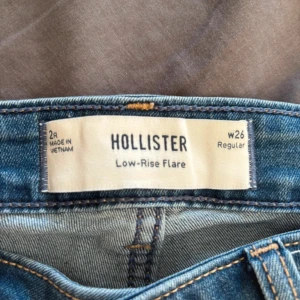 2R
MADE IN
VIETNAM
HOLLISTER
Low-Rise Flare
W26
Regular